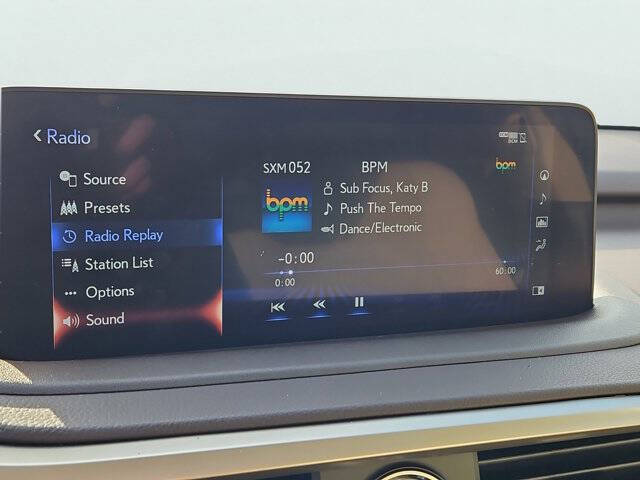 Radio
Source
Presets
Radio Replay
Station List
Options
Sound
SXM 052 BPM
bpm
bpm
Sub Focus, Katy B
Push The Tempo
Dance/Electronic
-0:00
0:00
60:00